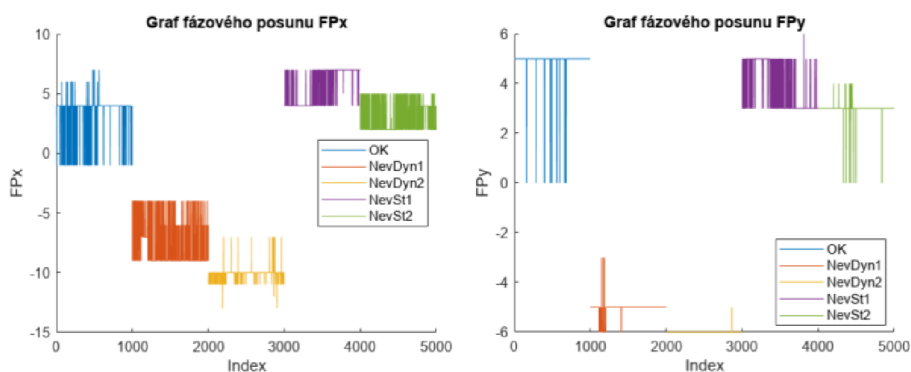 Graf fázového posunu FPx
10
5
0
-5
-10
-15
FPx
0 1000 2000 3000 4000 5000
Index
OK
NevDyn1
NevDyn2
NevSt1
NevSt2
Graf fázového posunu FPy
6
4
2
0
-2
-4
-6
FPy
0 1000 2000 3000 4000 5000
Index
OK
NevDyn1
NevDyn2
NevSt1
NevSt2